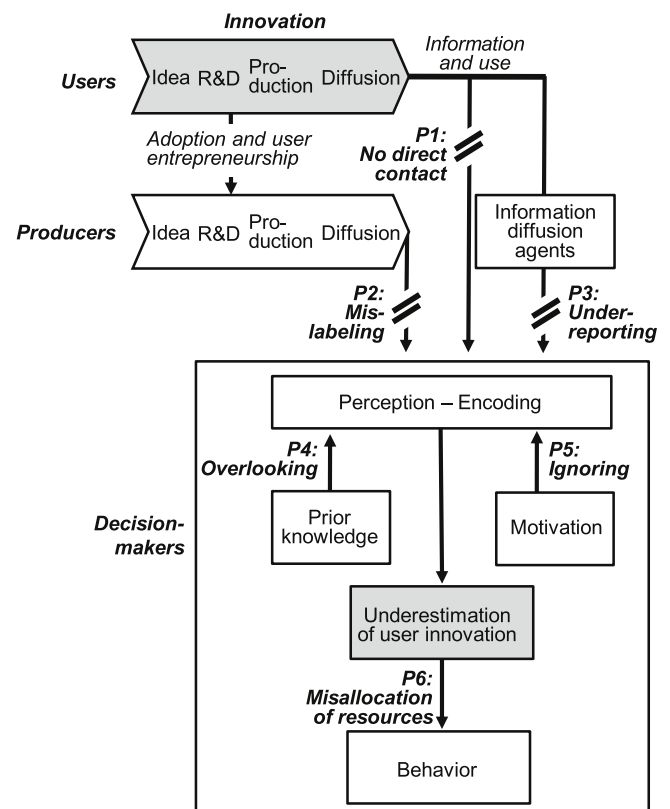 Innovation
Users
Idea R&D Pro-
duction Diffusion
Information
and use
Adoption and user
entrepreneurship
P1:
No direct
contact
Producers
Idea R&D Pro-
duction Diffusion
Information
diffusion
agents
P2:
Mis-
labeling
P3:
Under-
reporting
Perception – Encoding
P4:
Overlooking
P5:
Ignoring
Decision-
makers
Prior
knowledge
Motivation
Underestimation
of user innovation
P6:
Misallocation
of resources
Behavior